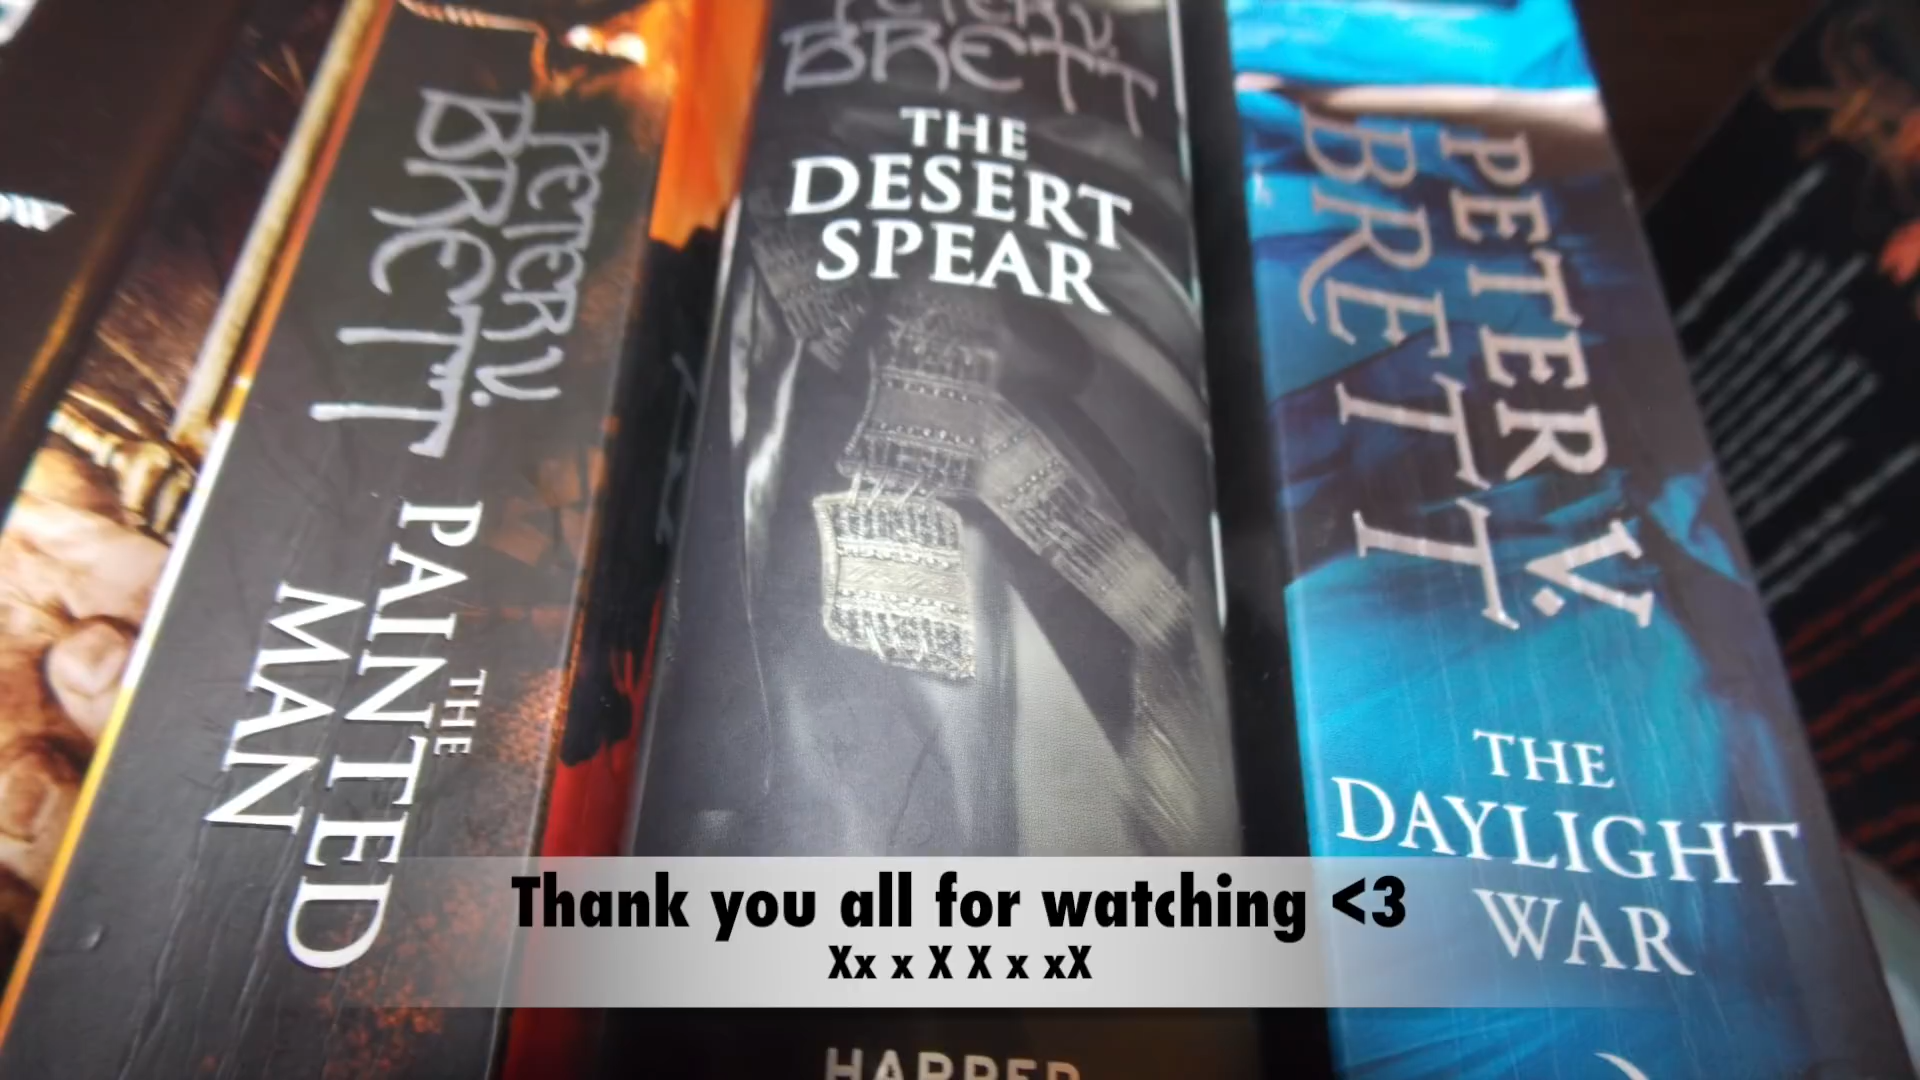 PETER V.
BRETT
THE
PAINTED
MAN
PETER V.
BRETT
THE
DESERT
SPEAR
HARPER
PETER V.
BRETT
THE
DAYLIGHT
WAR
Thank you all for watching <3
Xx x X X x xX